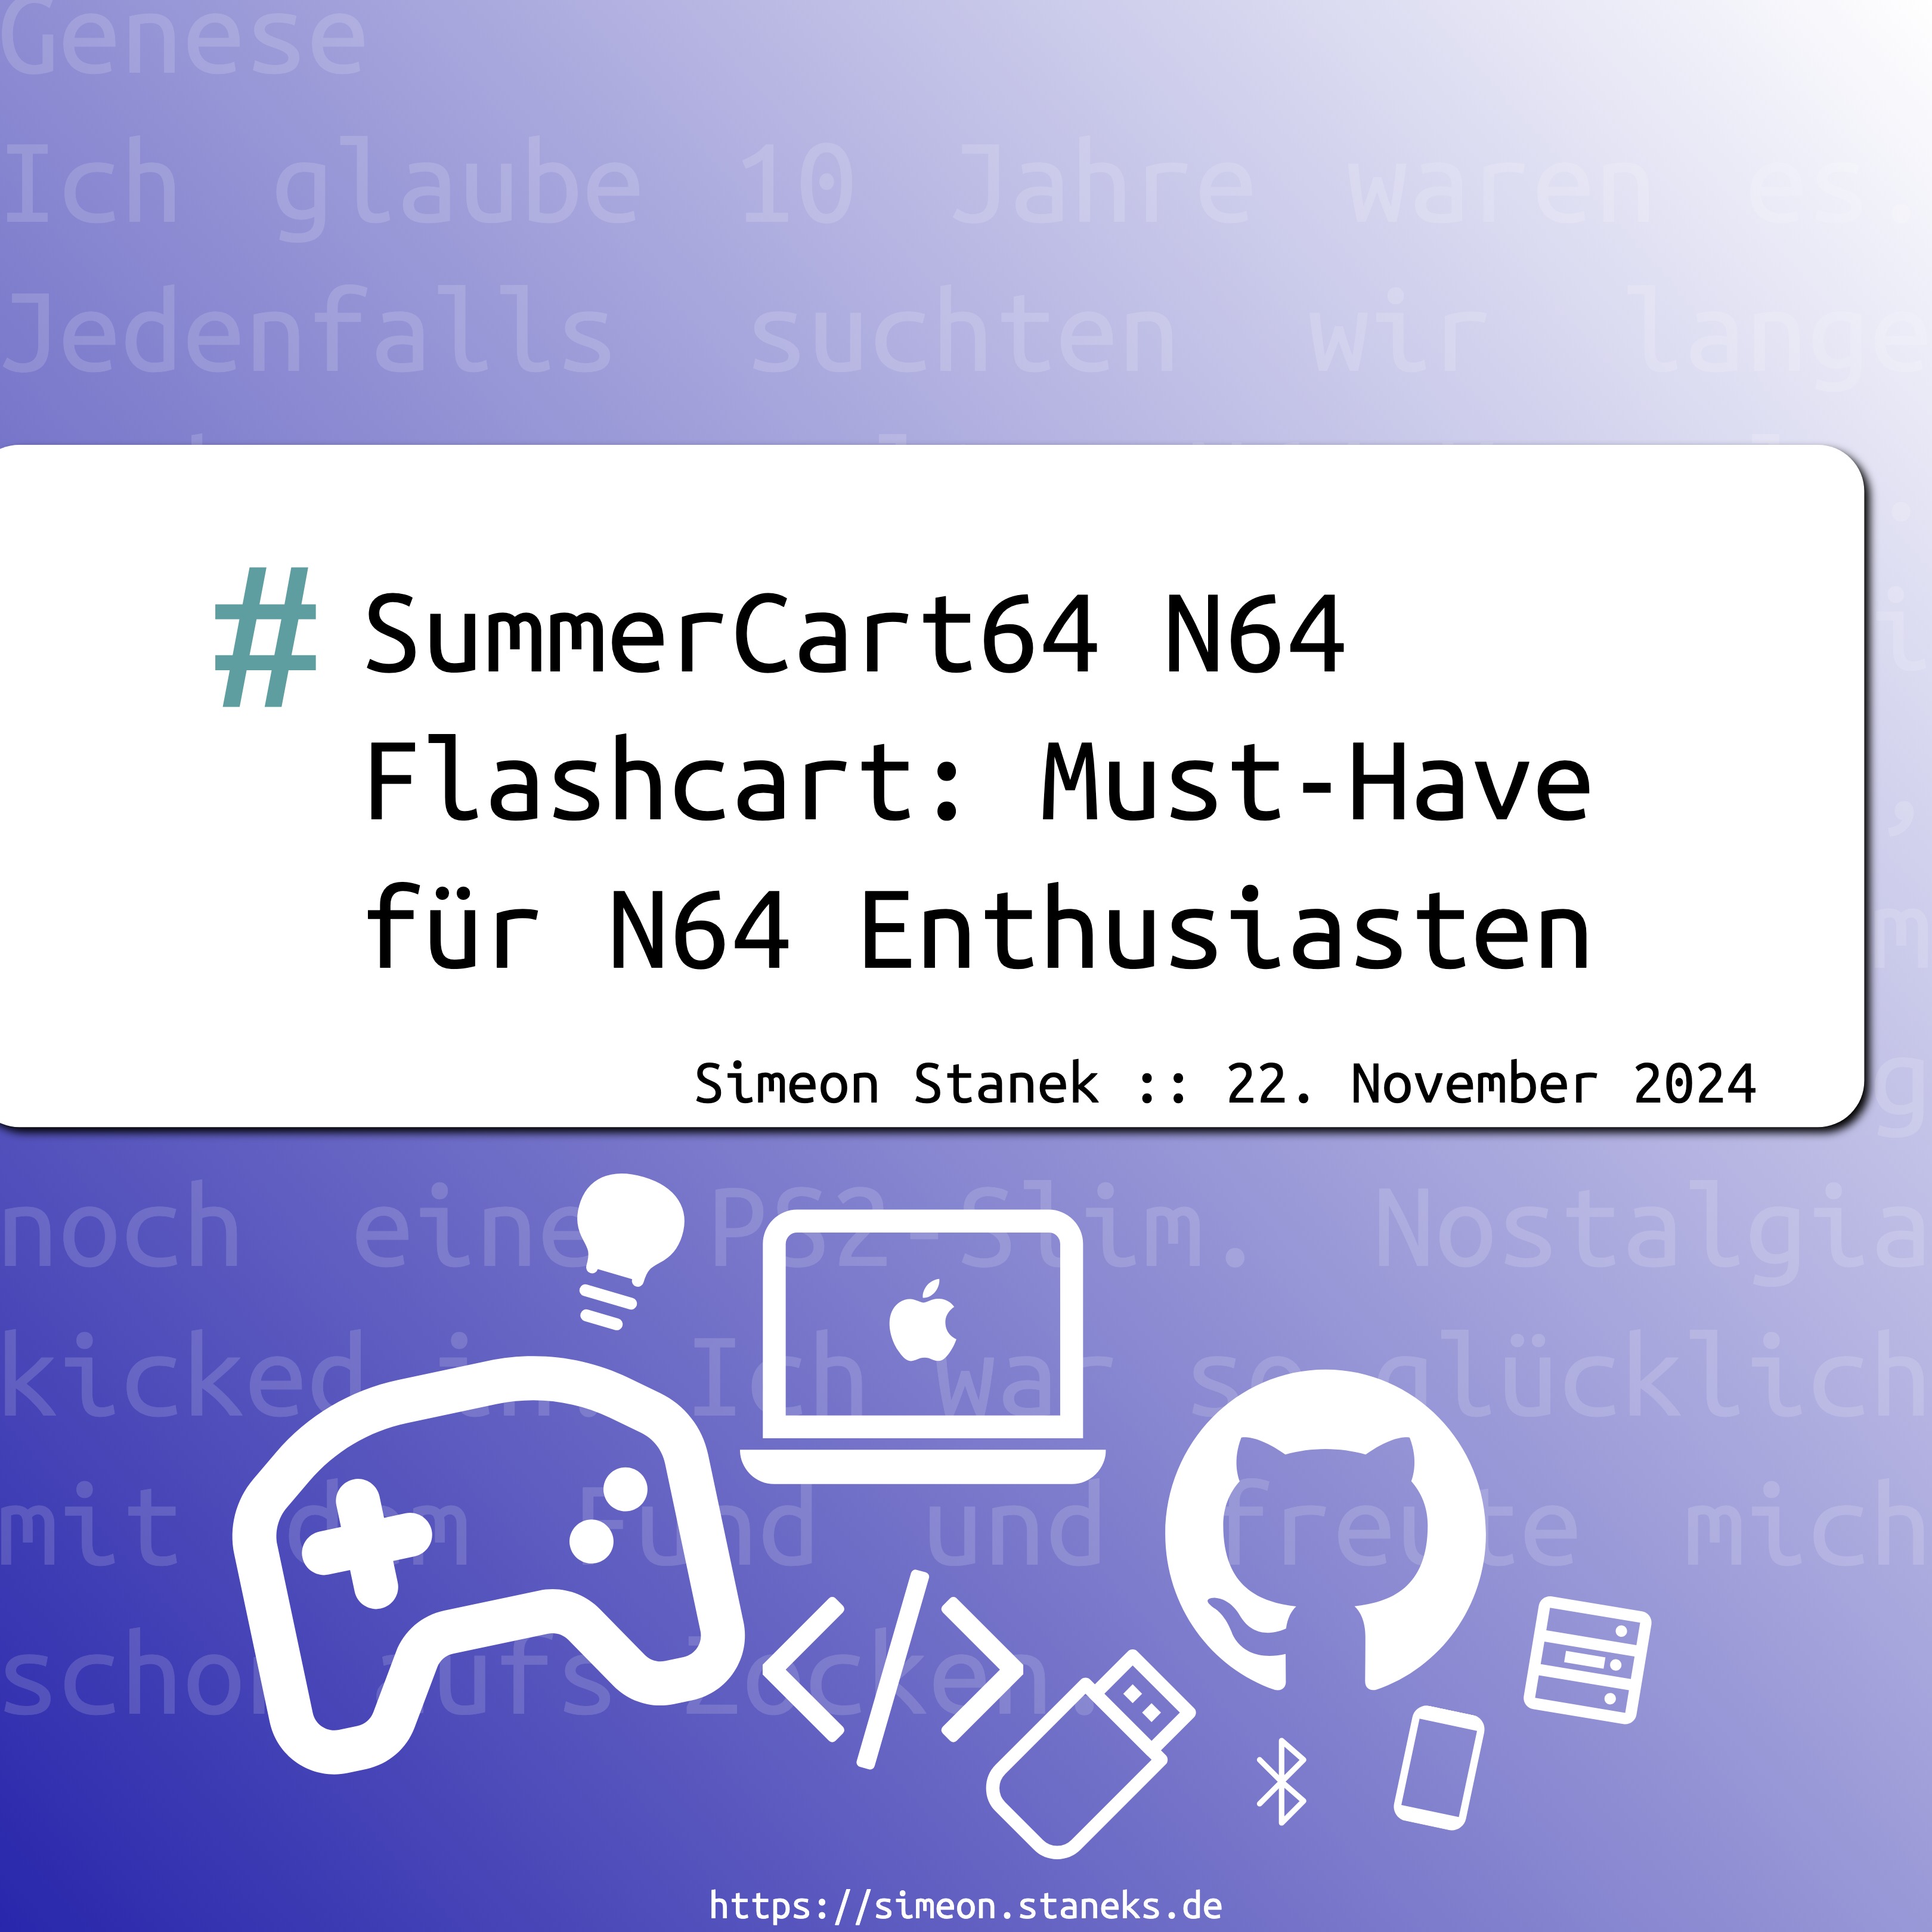 Genese
Ich glaube 10 Jahre waren es.
Jedenfalls suchten wir lange
# SummerCart64 N64
Flashcart: Must-Have
für N64 Enthusiasten
Simeon Stanek :: 22. November 2024
noch eine PS2-Slim. Nostalgia
kicked in. Ich war so glücklich
mit dem Fund und freute mich
schon aufs Zocken.
https://simeon.staneks.de